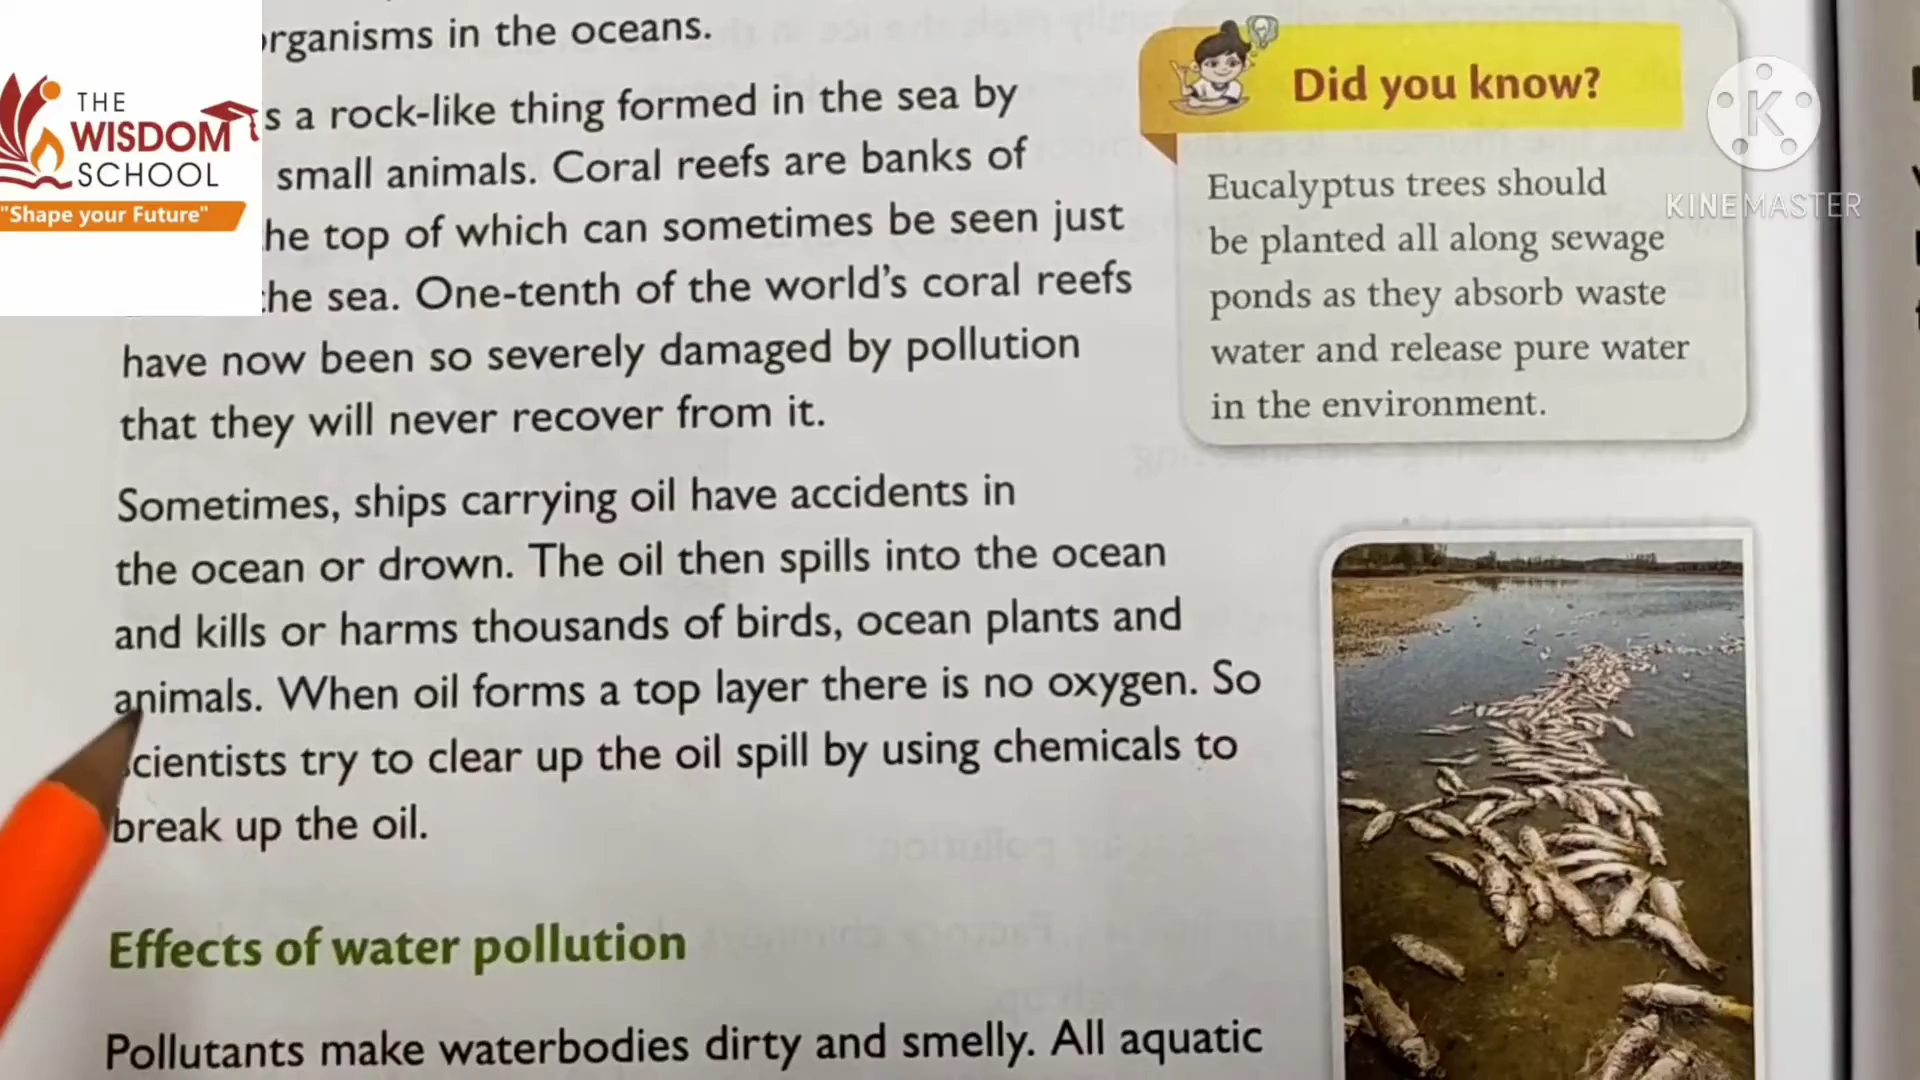 organisms in the oceans.
THE
WISDOM
SCHOOL
"Shape your Future"
s a rock-like thing formed in the sea by
small animals. Coral reefs are banks of
he top of which can sometimes be seen just
he sea. One-tenth of the world's coral reefs
have now been so severely damaged by pollution
that they will never recover from it.
Sometimes, ships carrying oil have accidents in
the ocean or drown. The oil then spills into the ocean
and kills or harms thousands of birds, ocean plants and
animals. When oil forms a top layer there is no oxygen. So
scientists try to clear up the oil spill by using chemicals to
break up the oil.
Effects of water pollution
Pollutants make waterbodies dirty and smelly. All aquatic
Did you know?
Eucalyptus trees should
be planted all along sewage
ponds as they absorb waste
water and release pure water
in the environment.
K
KINEMASTER